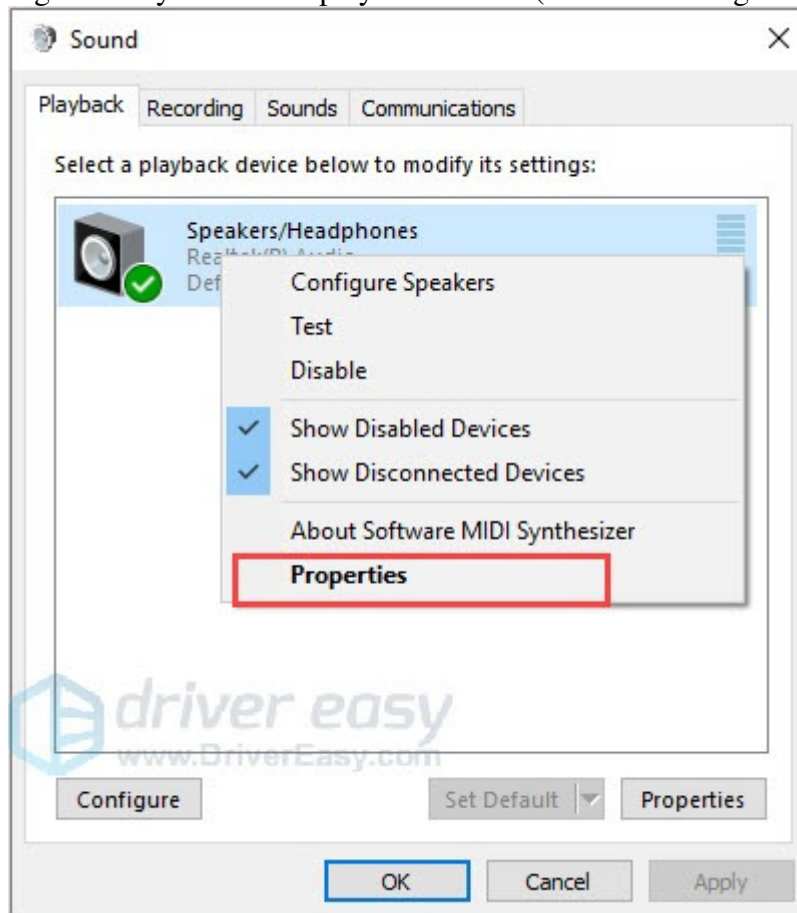 Sound
Playback Recording Sounds Communications
Select a playback device below to modify its settings:
Speakers/Headphones
Configure Speakers
Test
Disable
Show Disabled Devices
Show Disconnected Devices
About Software MIDI Synthesizer
Properties
driver easy
www.DriverEasy.com
Configure Set Default Properties
OK Cancel Apply